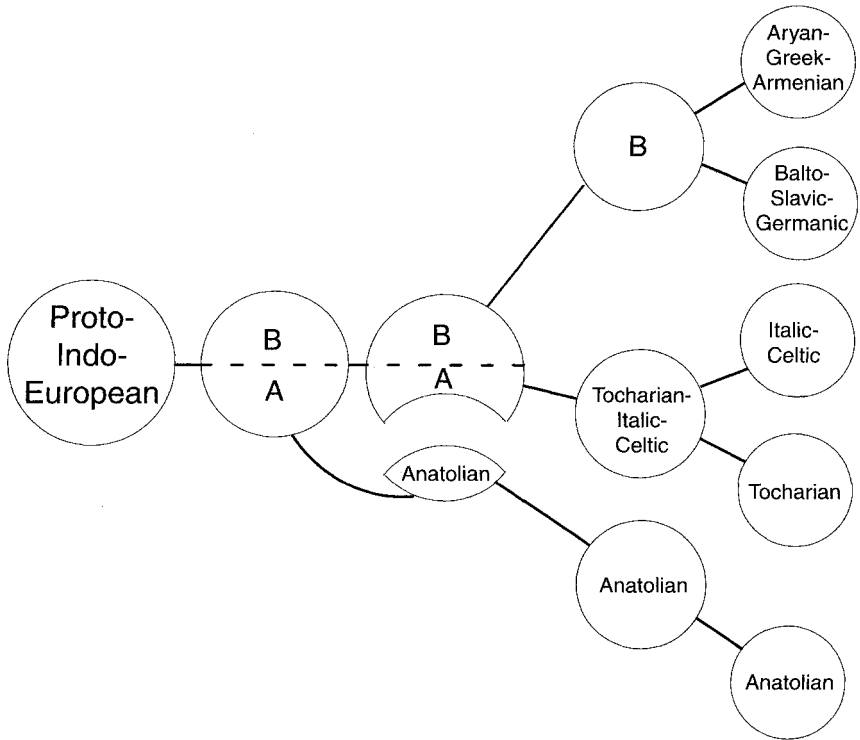 Aryan-
Greek-
Armenian
B
Balto-
Slavic-
Germanic
Proto-
Indo-
European
B
A
B
A
Italic-
Celtic
Tocharian-
Italic-
Celtic
Anatolian
Tocharian
Anatolian
Anatolian